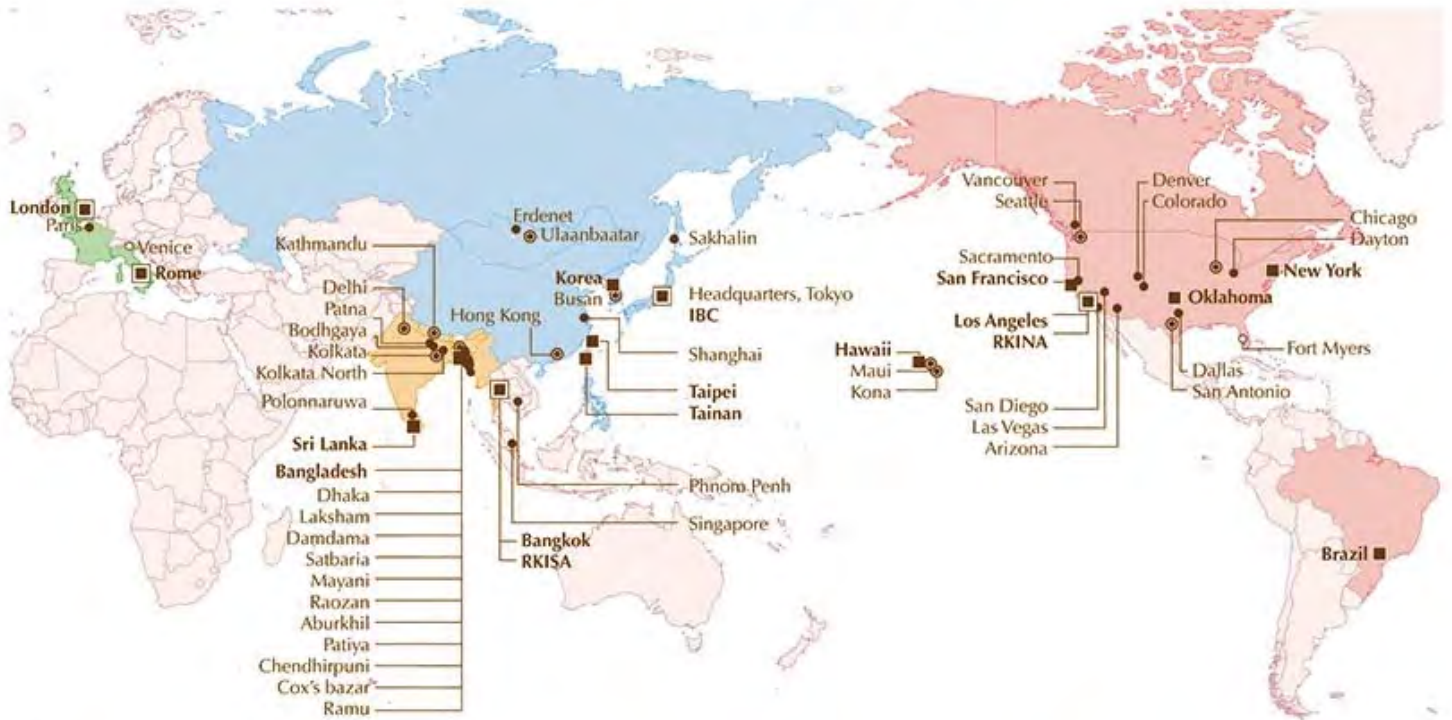 London
Paris
Venice
Rome
Kathmandu
Delhi
Patna
Bodhgaya
Kolkata
Kolkata North
Polonnaruwa
Sri Lanka
Bangladesh
Dhaka
Laksham
Damdama
Satbaria
Mayani
Raozan
Aburkhil
Patiya
Chendhirpuni
Cox's bazar
Ramu
Erdenet
Ulaanbaatar
Sakhalin
Korea
Busan
Hong Kong
Headquarters, Tokyo
IBC
Shanghai
Taipei
Tainan
Phnom Penh
Singapore
Bangkok
RKISA
Vancouver
Seattle
Sacramento
San Francisco
Los Angeles
RKINA
Hawaii
Maui
Kona
San Diego
Las Vegas
Arizona
Denver
Colorado
Chicago
Dayton
New York
Oklahoma
Fort Myers
Dallas
San Antonio
Brazil